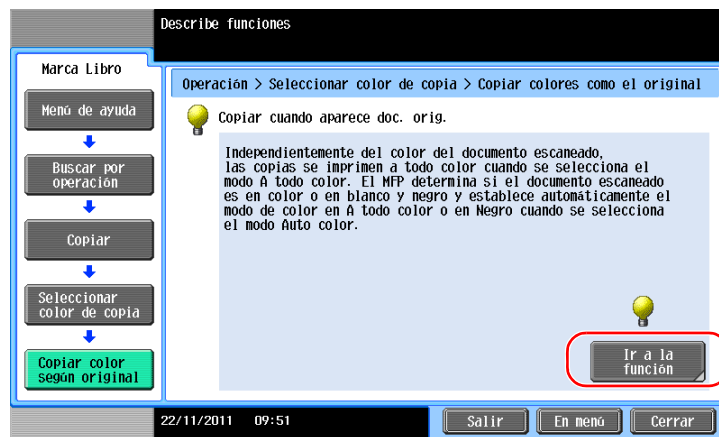 Describe funciones
Marca Libro
Operación > Seleccionar color de copia > Copiar colores como el original
Menú de ayuda
Copiar cuando aparece doc. orig.
Independientemente del color del documento escaneado,
las copias se imprimen a todo color cuando se selecciona el
modo A todo color. El MFP determina si el documento escaneado
es en color o en blanco y negro y establece automáticamente el
modo de color en A todo color o en Negro cuando se selecciona
el modo Auto color.
Buscar por
operación
Copiar
Seleccionar
color de copia
Copiar color
según original
Ir a la
función
22/11/2011 09:51
Salir
En menú
Cerrar